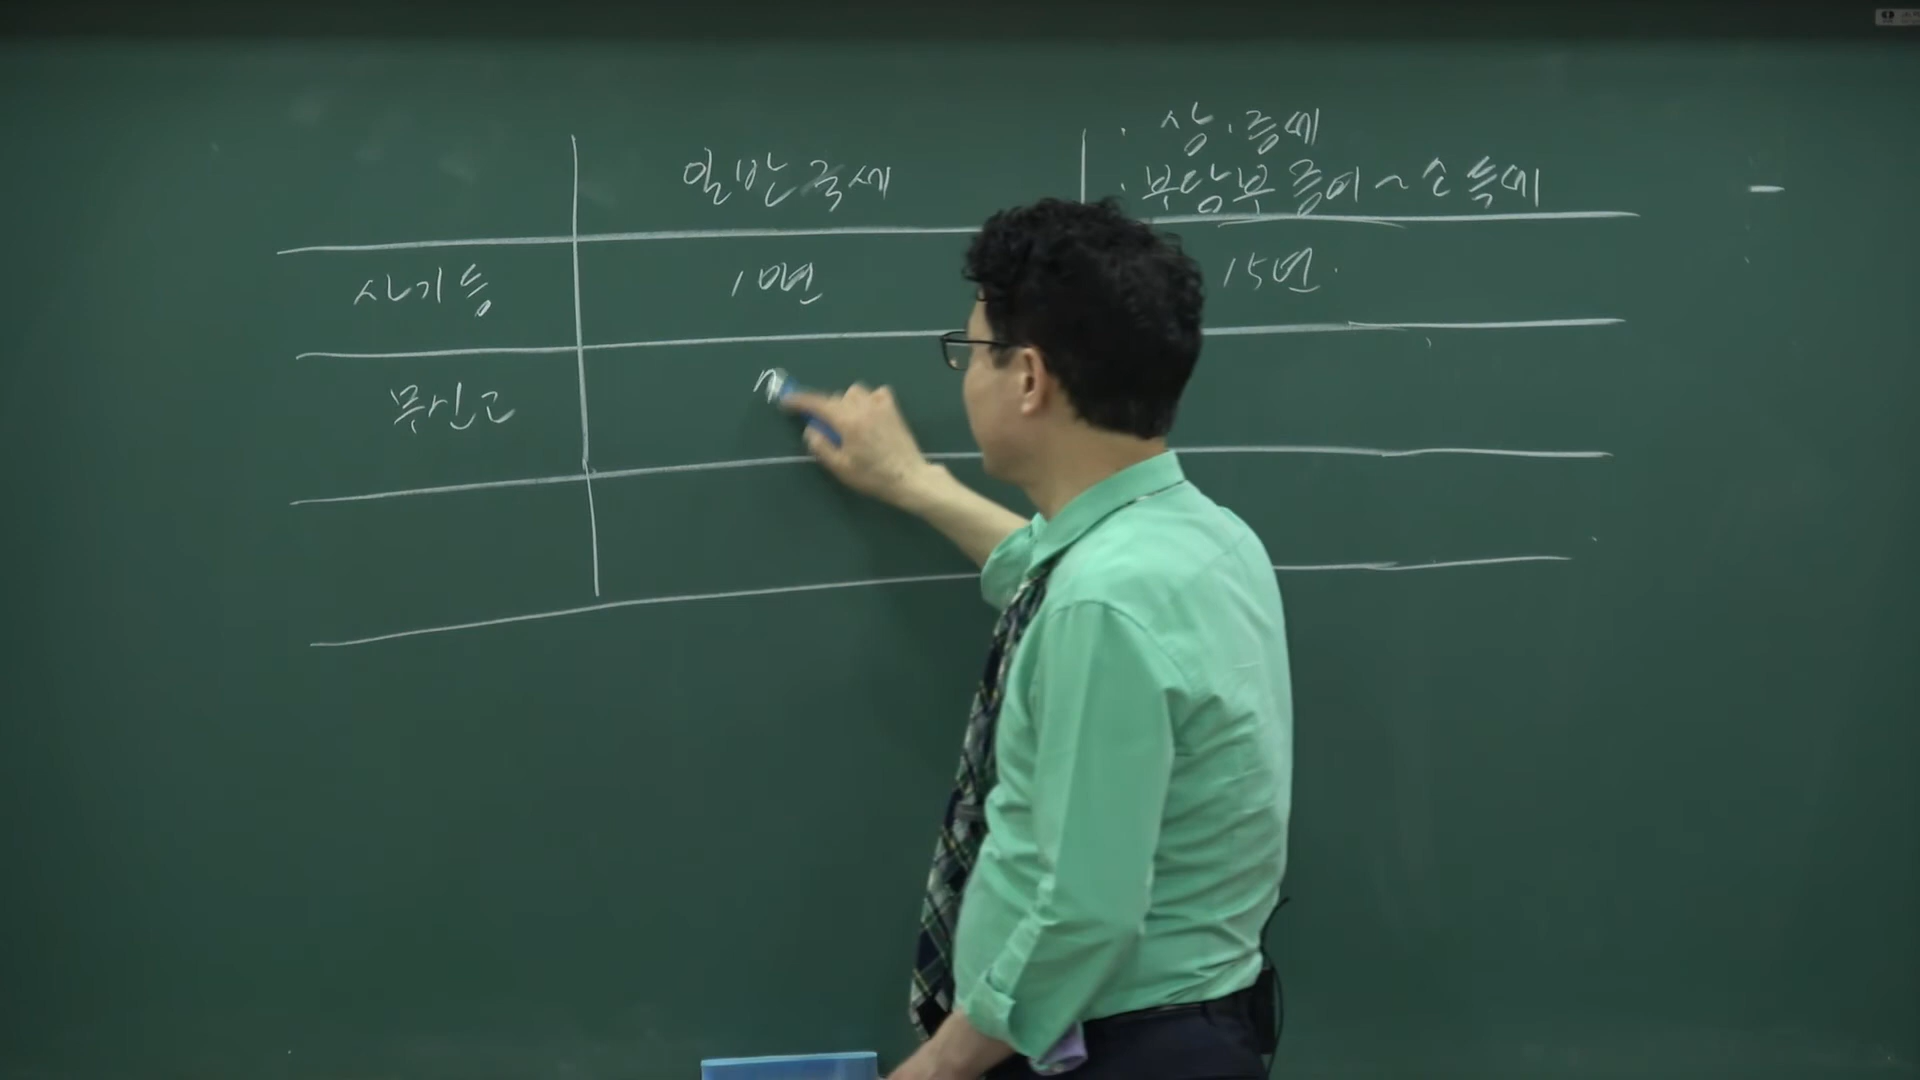 · 상·증세
일반국세
· 부담부증여~소득세
사기등
10년
15년.
무신고
7